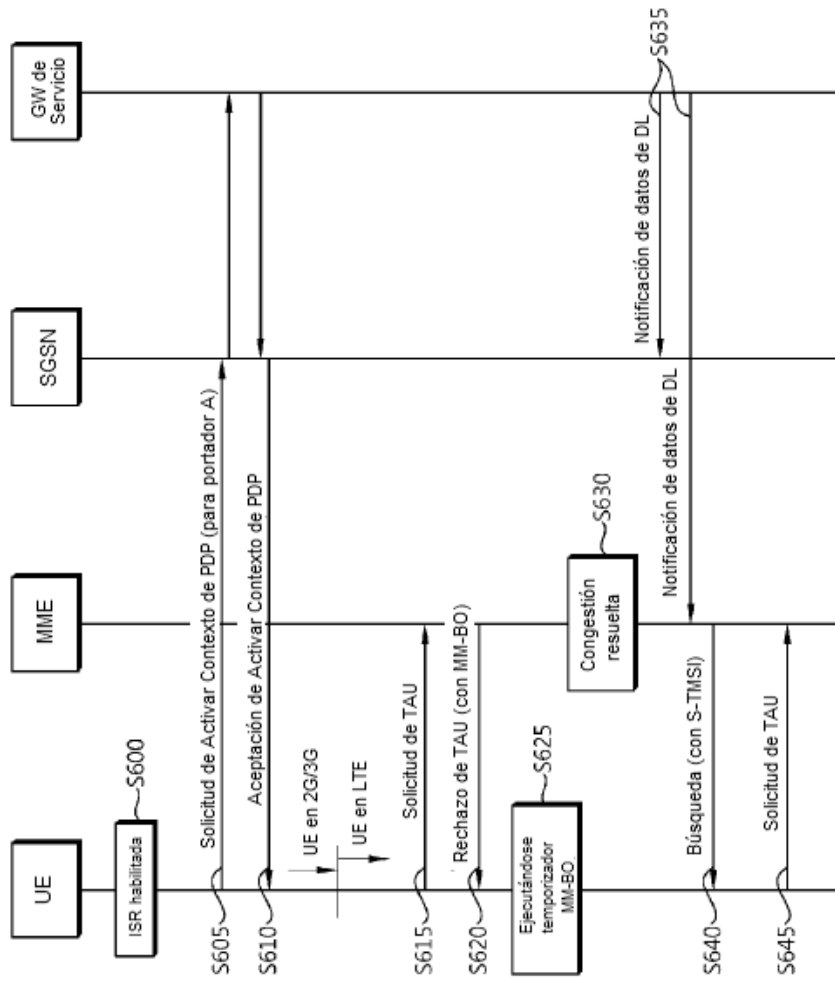 UE
MME
SGSN
GW de
Servicio
ISR habilitada
S600
Solicitud de Activar Contexto de PDP (para portador A)
S605
Aceptación de Activar Contexto de PDP
S610
UE en 2G/3G
UE en LTE
Solicitud de TAU
S615
Rechazo de TAU (con MM-BO)
S620
Ejecutándose
temporizador
MM-BO.
S625
Congestión
resuelta
S630
Notificación de datos de DL
Notificación de datos de DL
S635
Búsqueda (con S-TMSI)
S640
Solicitud de TAU
S645